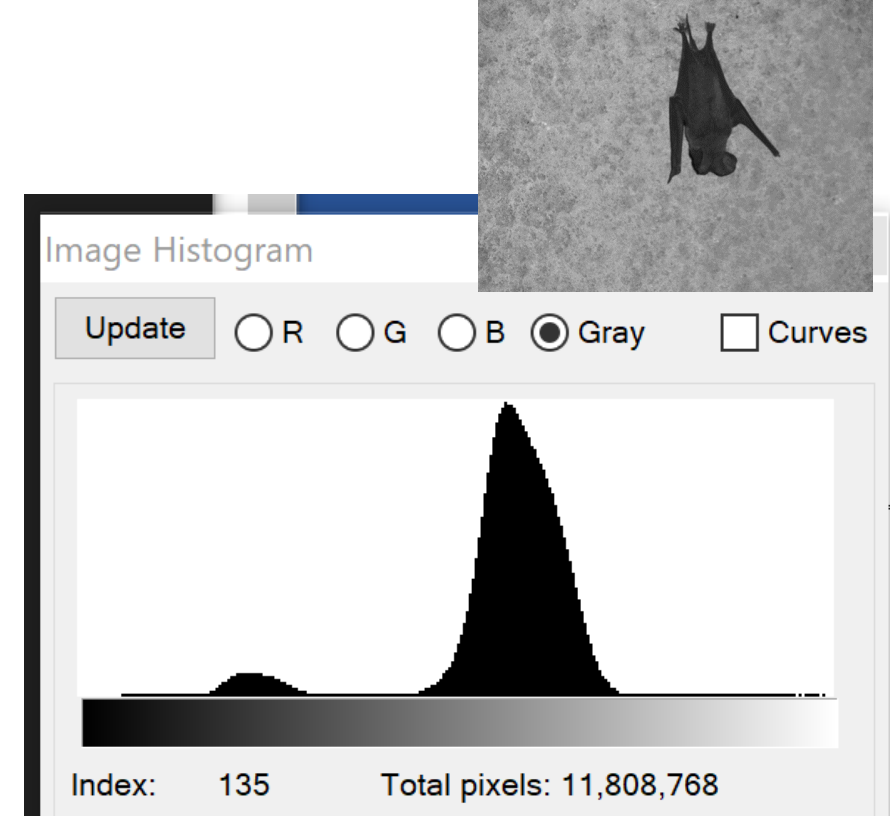 Image Histogram
Update R G B Gray Curves
Index: 135 Total pixels: 11,808,768